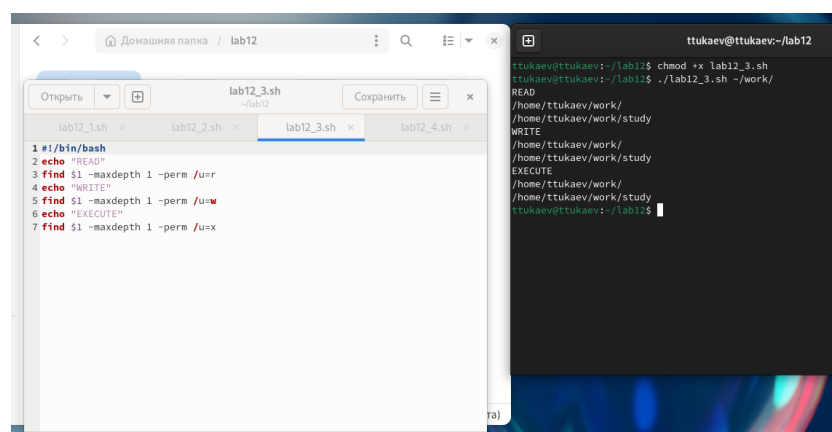 Домашняя папка / lab12
lab12_3.sh
~/lab12
Открыть
Сохранить
lab12_1.sh
lab12_2.sh
lab12_3.sh
lab12_4.sh
1 #!/bin/bash
2 echo "READ"
3 find $1 -maxdepth 1 -perm /u=r
4 echo "WRITE"
5 find $1 -maxdepth 1 -perm /u=w
6 echo "EXECUTE"
7 find $1 -maxdepth 1 -perm /u=x
та)
ttukaev@ttukaev:~/lab12
ttukaev@ttukaev:~/lab12$ chmod +x lab12_3.sh
ttukaev@ttukaev:~/lab12$ ./lab12_3.sh ~/work/
READ
/home/ttukaev/work/
/home/ttukaev/work/study
WRITE
/home/ttukaev/work/
/home/ttukaev/work/study
EXECUTE
/home/ttukaev/work/
/home/ttukaev/work/study
ttukaev@ttukaev:~/lab12$